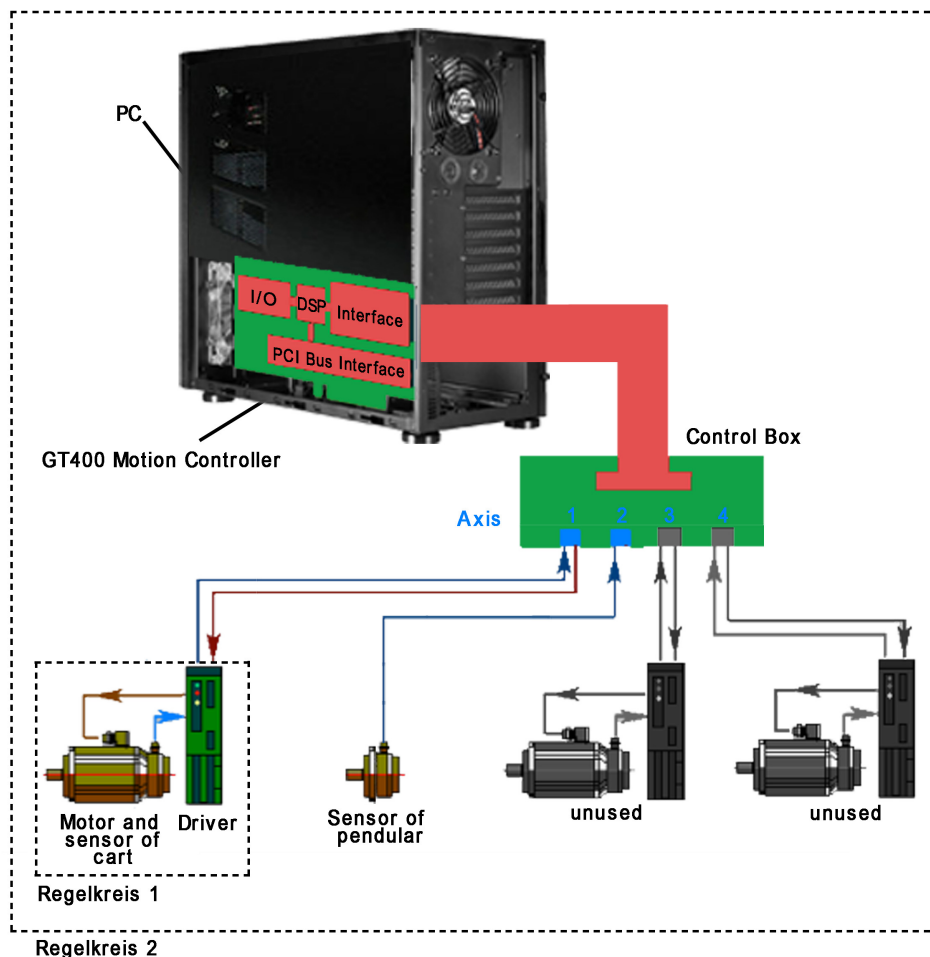 PC
I/O
DSP
Interface
PCI Bus Interface
GT400 Motion Controller
Control Box
Axis
1
2
3
4
Motor and
sensor of
cart
Driver
Sensor of
pendular
unused
unused
Regelkreis 1
Regelkreis 2